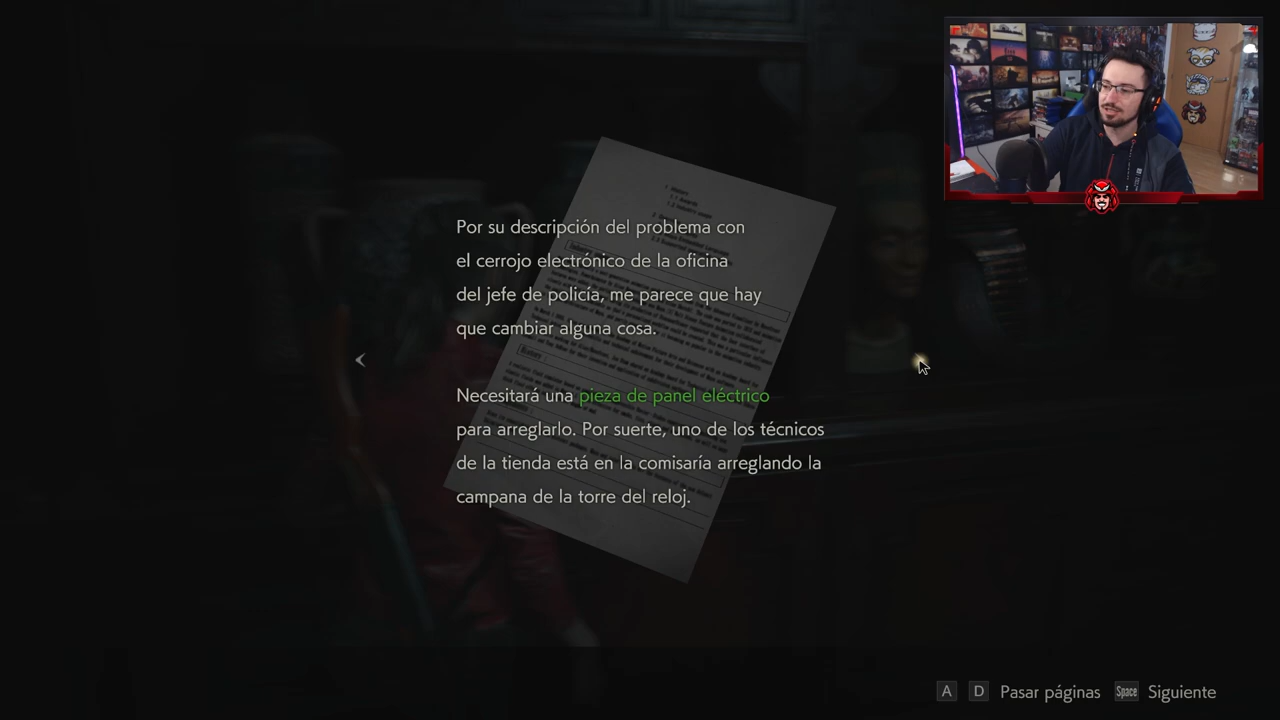 Por su descripción del problema con
el cerrojo electrónico de la oficina
del jefe de policía, me parece que hay
que cambiar alguna cosa.
Necesitará una pieza de panel eléctrico
para arreglarlo. Por suerte, uno de los técnicos
de la tienda está en la comisaría arreglando la
campana de la torre del reloj.
A D Pasar páginas Space Siguiente